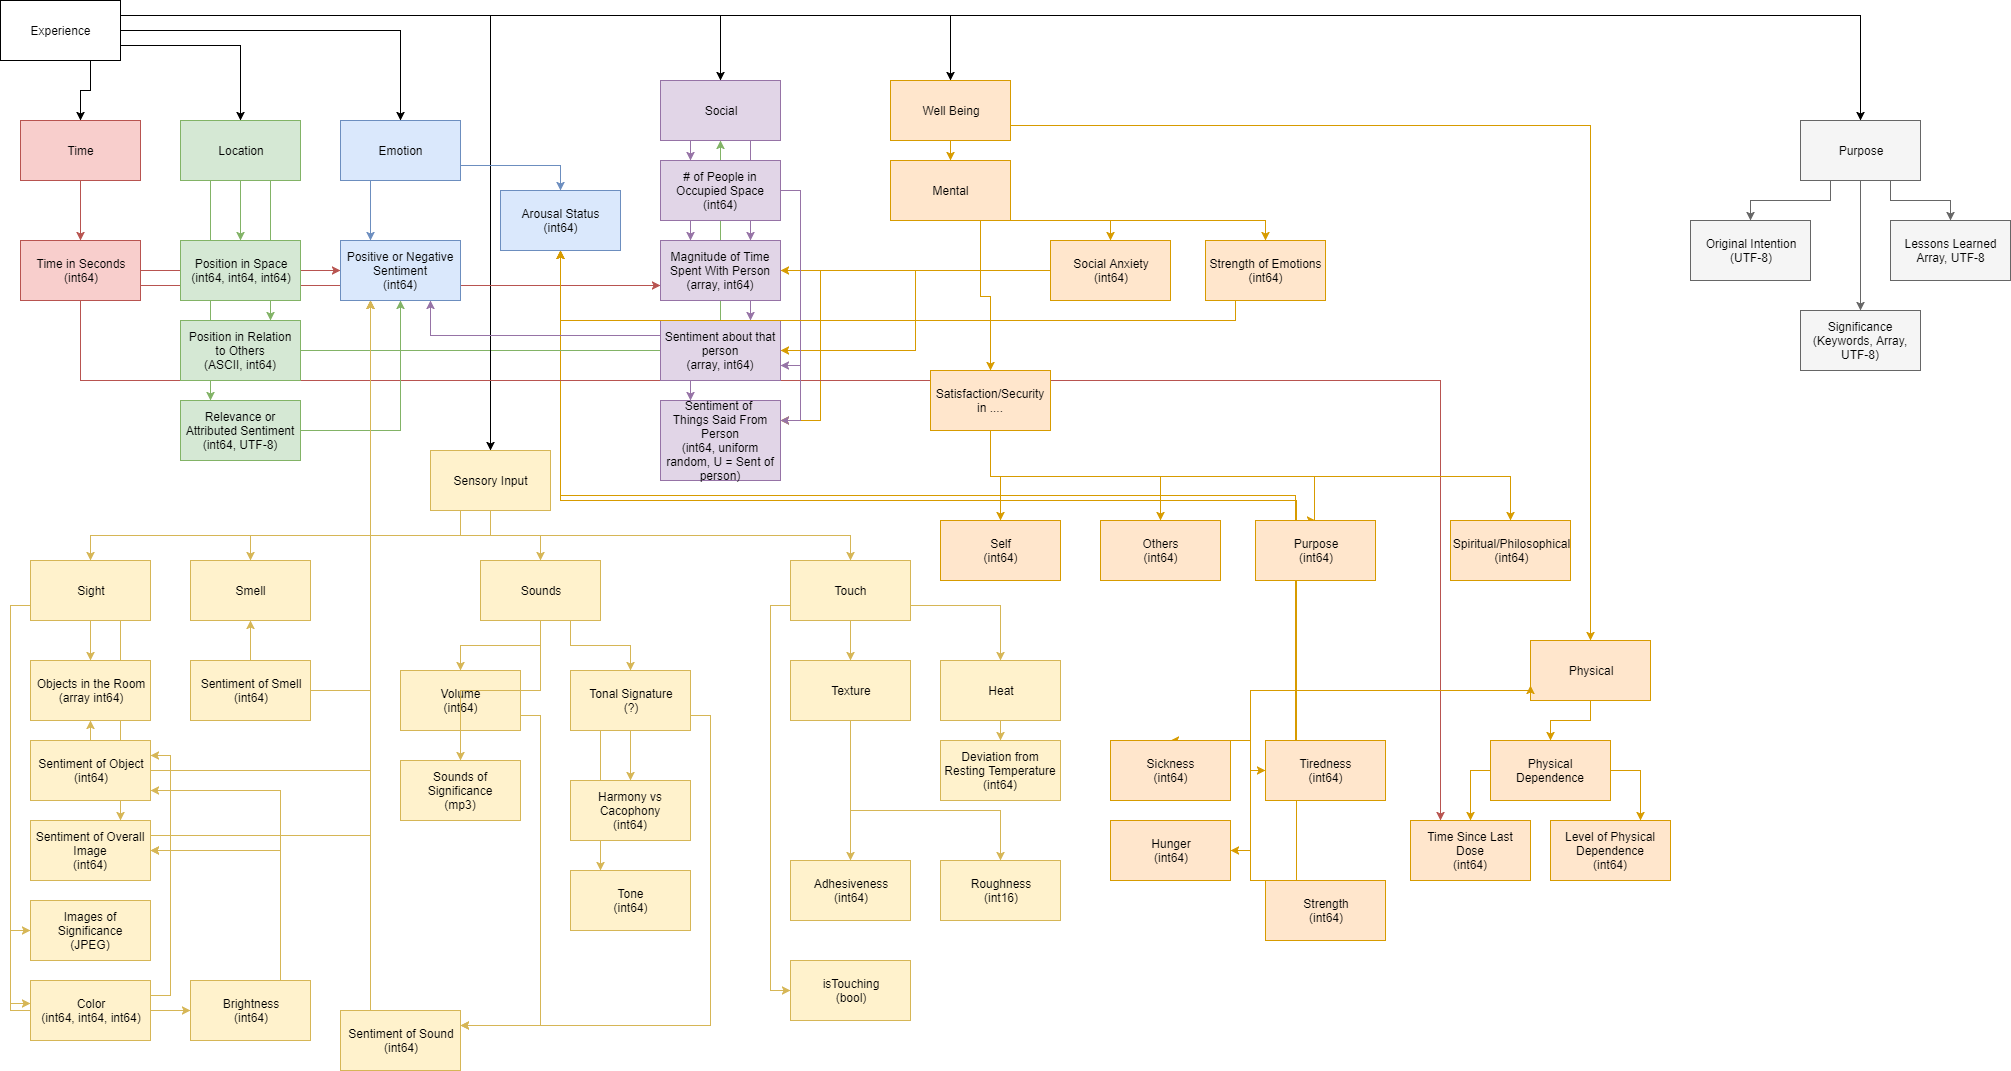 Experience
Time
Location
Emotion
Social
Well Being
Purpose
Arousal Status
(int64)
# of People in
Occupied Space
(int64)
Mental
Time in Seconds
(int64)
Position in Space
(int64, int64, int64)
Positive or Negative
Sentiment
(int64)
Magnitude of Time
Spent With Person
(array, int64)
Social Anxiety
(int64)
Strength of Emotions
(int64)
Original Intention
(UTF-8)
Lessons Learned
Array, UTF-8
Significance
(Keywords, Array,
UTF-8)
Position in Relation
to Others
(ASCII, int64)
Sentiment about that
person
(array, int64)
Satisfaction/Security
in ....
Relevance or
Attributed Sentiment
(int64, UTF-8)
Sentiment of
Things Said From
Person
(int64, uniform
random, U = Sent of
person)
Sensory Input
Self
(int64)
Others
(int64)
Purpose
(int64)
Spiritual/Philosophical
(int64)
Sight
Smell
Sounds
Touch
Objects in the Room
(array int64)
Sentiment of Smell
(int64)
Volume
(int64)
Tonal Signature
(?)
Texture
Heat
Physical
Sentiment of Object
(int64)
Sounds of
Significance
(mp3)
Harmony vs
Cacophony
(int64)
Deviation from
Resting Temperature
(int64)
Sickness
(int64)
Tiredness
(int64)
Physical
Dependence
Sentiment of Overall
Image
(int64)
Hunger
(int64)
Time Since Last
Dose
(int64)
Level of Physical
Dependence
(int64)
Images of
Significance
(JPEG)
Tone
(int64)
Adhesiveness
(int64)
Roughness
(int16)
Strength
(int64)
Color
(int64, int64, int64)
Brightness
(int64)
Sentiment of Sound
(int64)
isTouching
(bool)